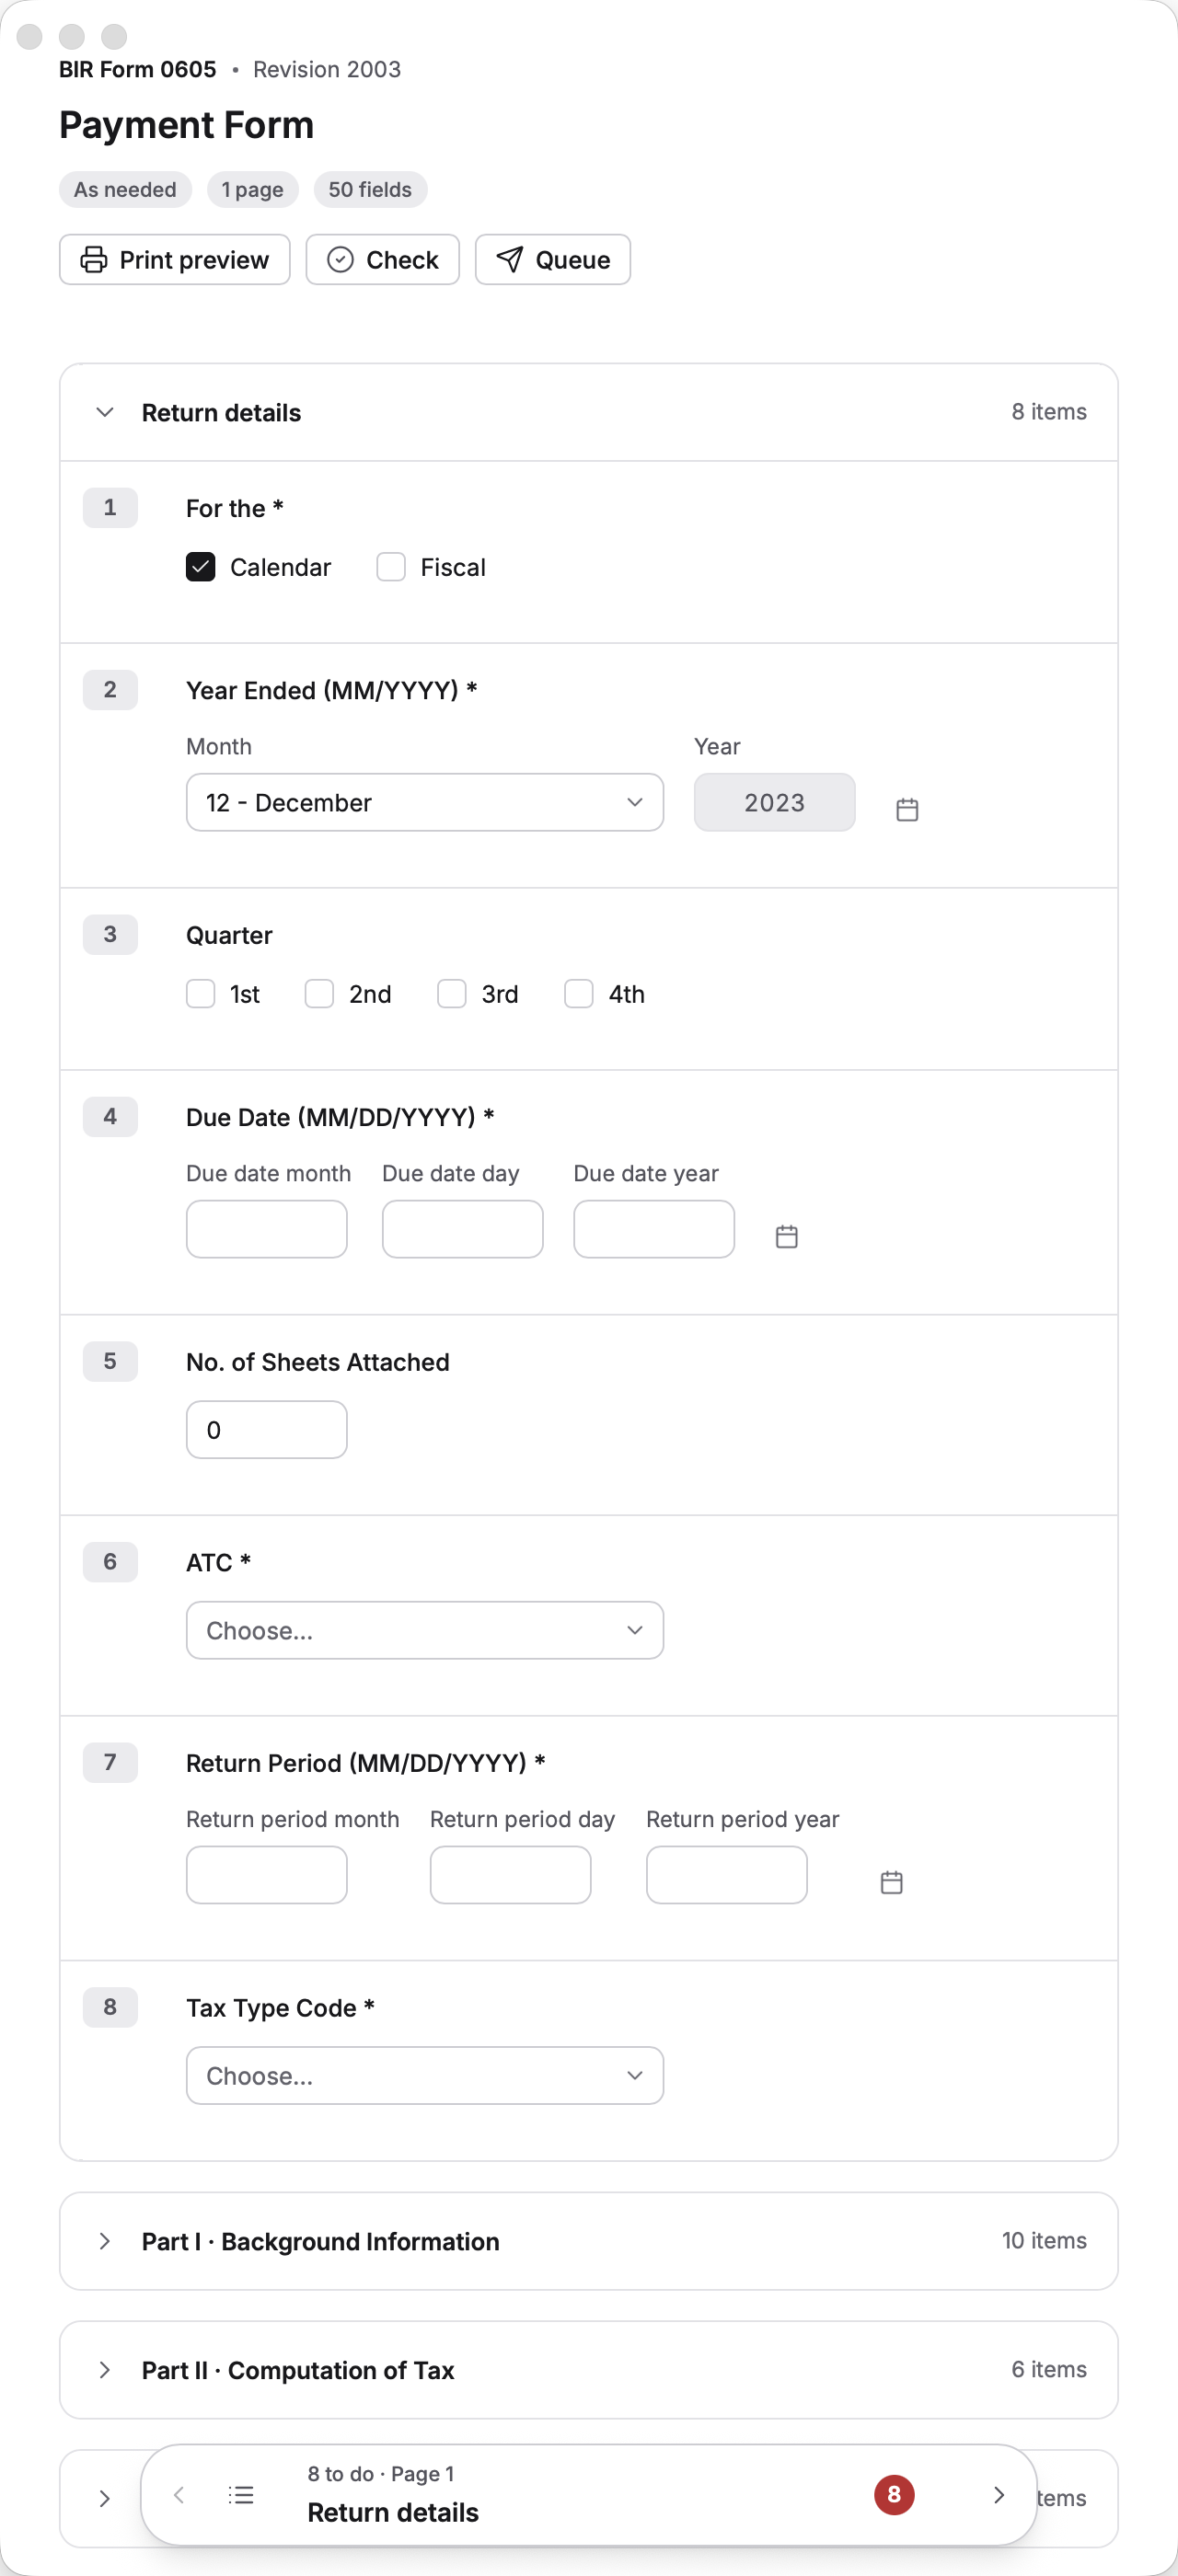 BIR Form 0605 • Revision 2003
Payment Form
As needed 1 page 50 fields
Print preview Check Queue
Return details 8 items
1 For the *
Calendar Fiscal
2 Year Ended (MM/YYYY) *
Month Year
12 - December 2023
3 Quarter
1st 2nd 3rd 4th
4 Due Date (MM/DD/YYYY) *
Due date month Due date day Due date year
5 No. of Sheets Attached
0
6 ATC *
Choose...
7 Return Period (MM/DD/YYYY) *
Return period month Return period day Return period year
8 Tax Type Code *
Choose...
Part I · Background Information 10 items
Part II · Computation of Tax 6 items
8 to do · Page 1
Return details 8